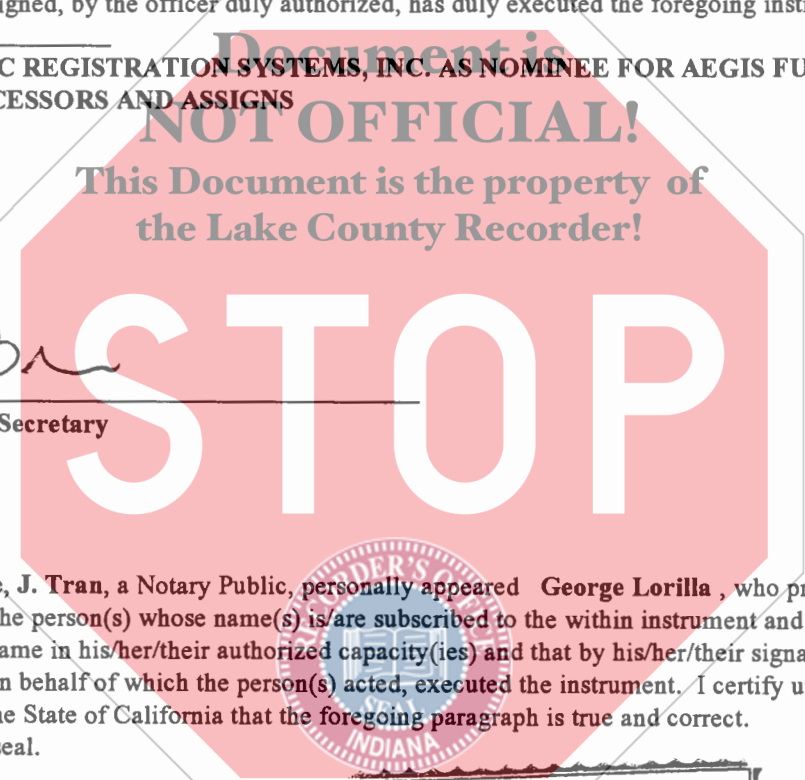 igned, by the officer duly authorized, has duly executed the foregoing inst
Document is
C REGISTRATION SYSTEMS, INC. AS NOMINEE FOR AEGIS FU
CESSORS AND ASSIGNS
NOT OFFICIAL!
This Document is the property of
the Lake County Recorder!
STOP
Secretary
, J. Tran, a Notary Public, personally appeared George Lorilla , who pr
he person(s) whose name(s) is/are subscribed to the within instrument and
ame in his/her/their authorized capacity(ies) and that by his/her/their signa
n behalf of which the person(s) acted, executed the instrument. I certify u
he State of California that the foregoing paragraph is true and correct.
seal.
RECORDER'S OFFICE
SEAL
INDIANA